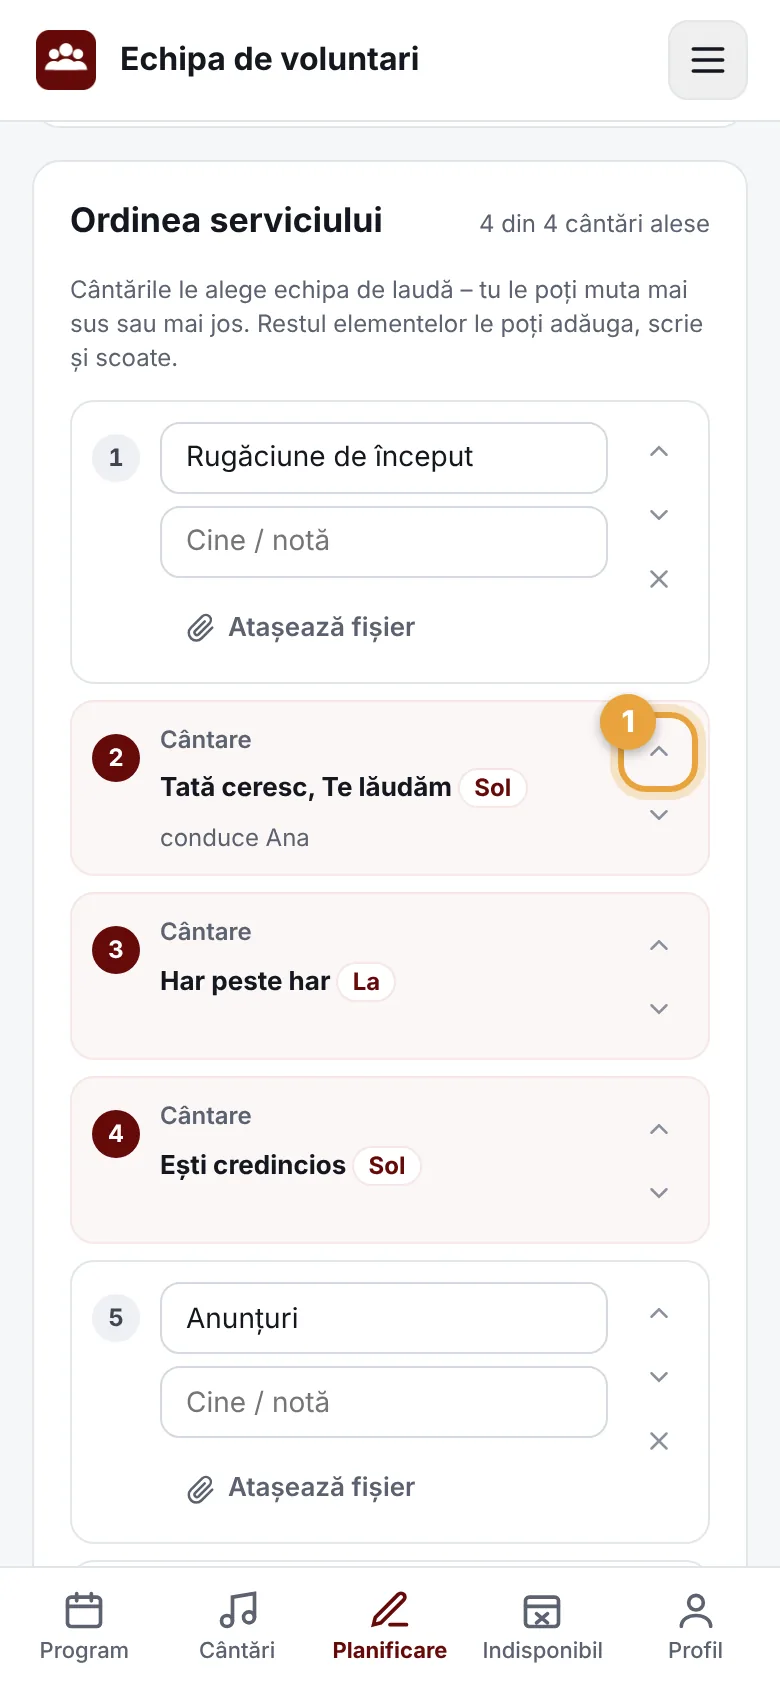 Echipa de voluntari
Ordinea serviciului
4 din 4 cântări alese
Cântările le alege echipa de laudă – tu le poți muta mai
sus sau mai jos. Restul elementelor le poți adăuga, scrie
și scoate.
1
Rugăciune de început
Cine / notă
Atașează fișier
1
2
Cântare
Tată ceresc, Te lăudăm Sol
conduce Ana
3
Cântare
Har peste har La
4
Cântare
Ești credincios Sol
5
Anunțuri
Cine / notă
Atașează fișier
Program
Cântări
Planificare
Indisponibil
Profil